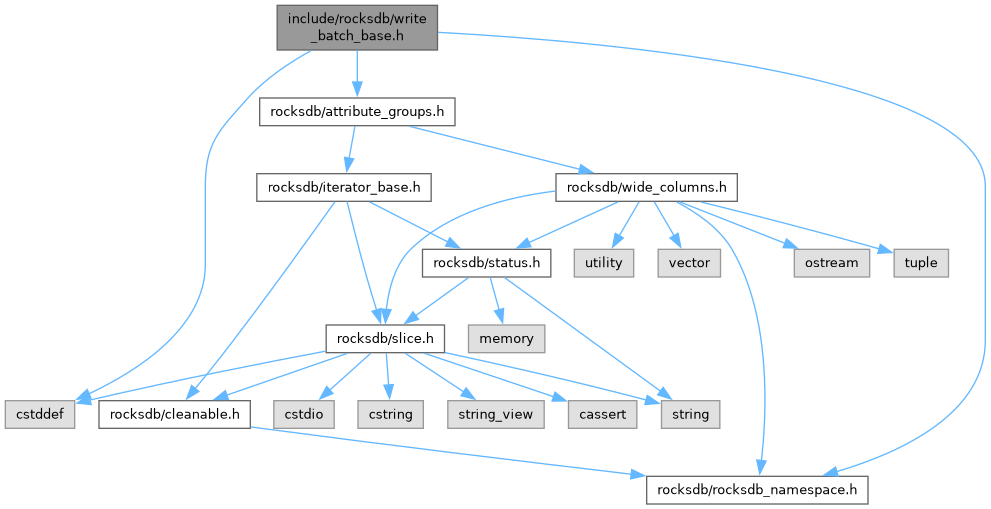 include/rocksdb/write
_batch_base.h
rocksdb/attribute_groups.h
rocksdb/iterator_base.h
rocksdb/wide_columns.h
rocksdb/status.h
utility
vector
ostream
tuple
rocksdb/slice.h
memory
cstddef
rocksdb/cleanable.h
cstdio
cstring
string_view
cassert
string
rocksdb/rocksdb_namespace.h